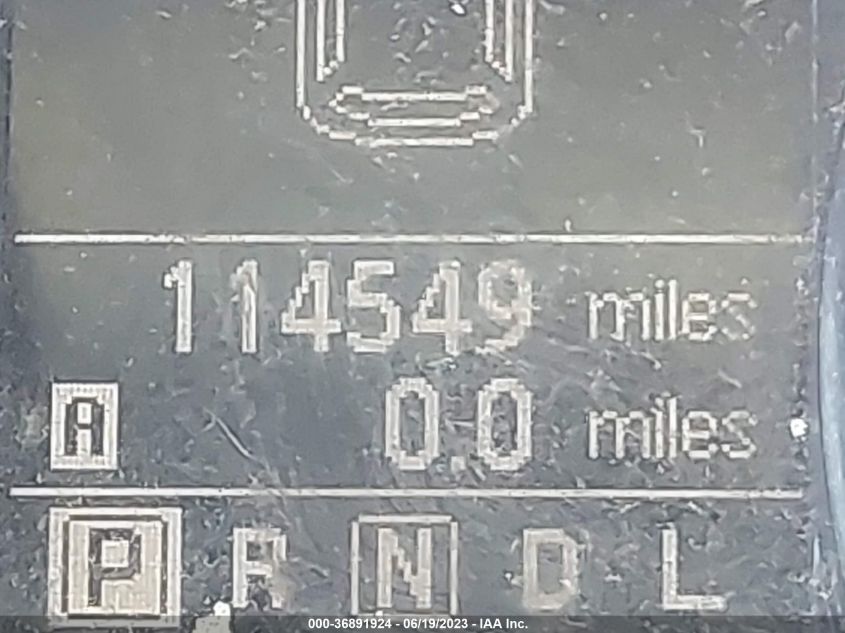 114549 miles
A 0.0 miles
P R N D L
000-36891924 - 06/19/2023 - IAA Inc.